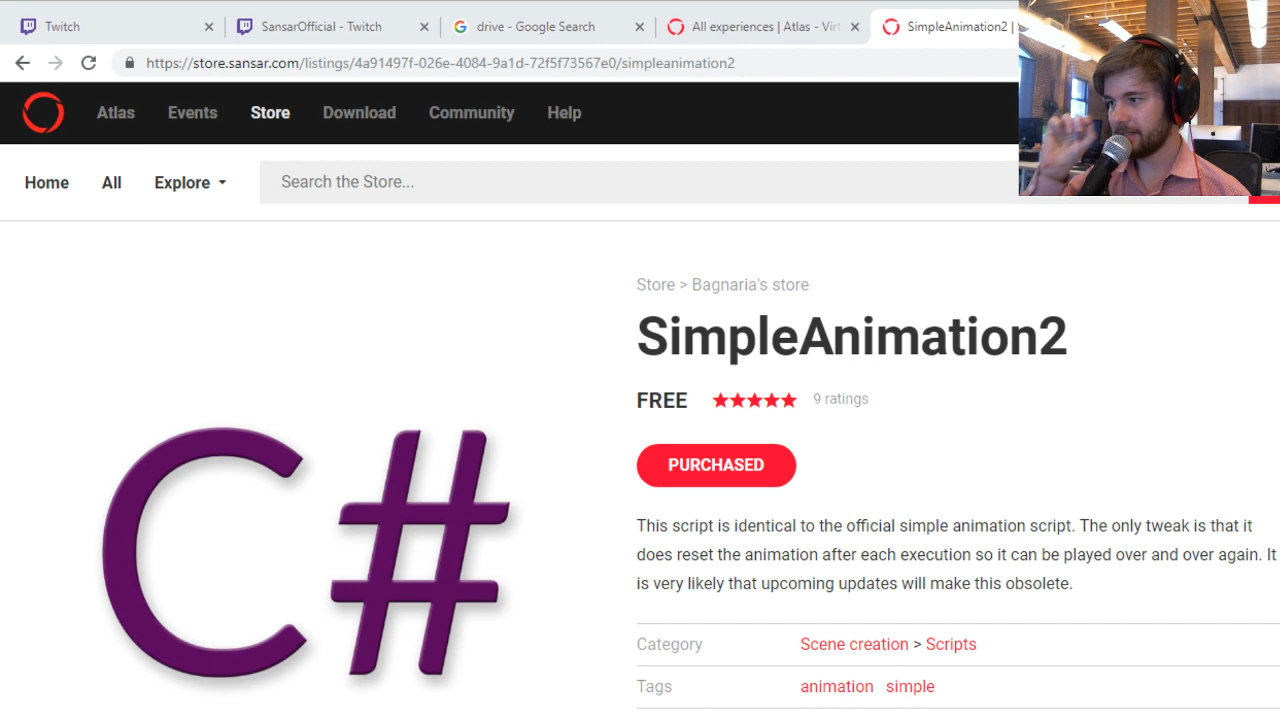 Twitch
SansarOfficial - Twitch
drive - Google Search
All experiences | Atlas - Virt
SimpleAnimation2 |
https://store.sansar.com/listings/4a91497f-026e-4084-9a1d-72f5f73567e0/simpleanimation2
Atlas Events Store Download Community Help
Home All Explore Search the Store...
Store > Bagnaria's store
SimpleAnimation2
FREE 9 ratings
PURCHASED
C#
This script is identical to the official simple animation script. The only tweak is that it
does reset the animation after each execution so it can be played over and over again. It
is very likely that upcoming updates will make this obsolete.
Category Scene creation > Scripts
Tags animation simple